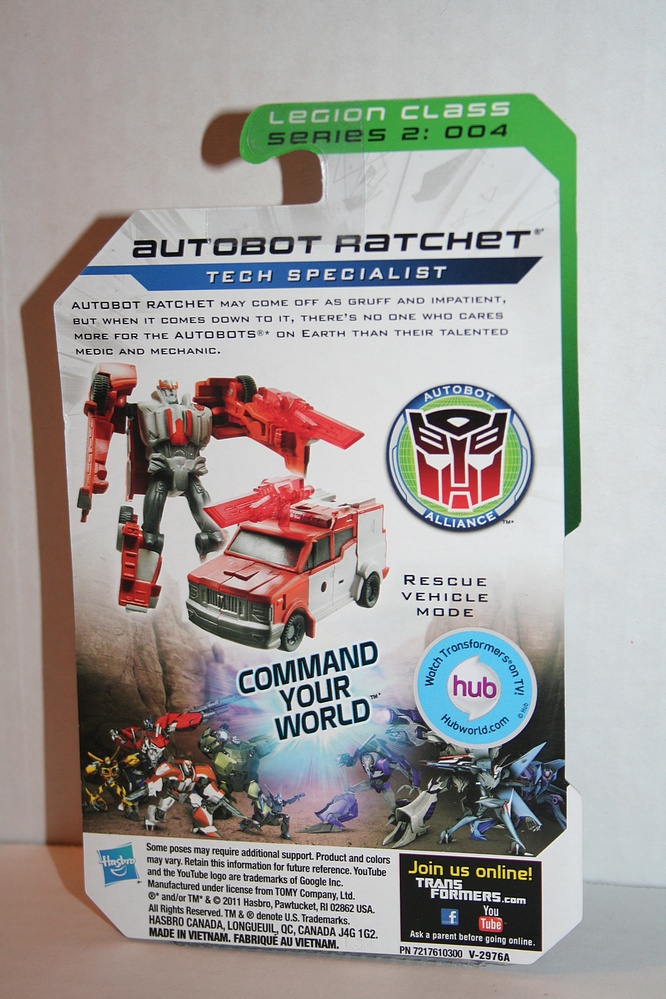 LEGION CLASS
SERIES 2: 004
AUTOBOT RATCHET®*
TECH SPECIALIST
AUTOBOT RATCHET MAY COME OFF AS GRUFF AND IMPATIENT,
BUT WHEN IT COMES DOWN TO IT, THERE'S NO ONE WHO CARES
MORE FOR THE AUTOBOTS®* ON EARTH THAN THEIR TALENTED
MEDIC AND MECHANIC.
AUTOBOT
ALLIANCE
TM*
RESCUE
VEHICLE
MODE
COMMAND
YOUR
WORLD™*
Watch Transformers® on TV!
hub
Hubworld.com
© Hub
Hasbro
Some poses may require additional support. Product and colors
may vary. Retain this information for future reference. YouTube
and the YouTube logo are trademarks of Google Inc.
Manufactured under license from TOMY Company, Ltd.
®* and/or TM* & © 2011 Hasbro, Pawtucket, RI 02862 USA.
All Rights Reserved. TM & ® denote U.S. Trademarks.
HASBRO CANADA, LONGUEUIL, QC, CANADA J4G 1G2.
MADE IN VIETNAM. FABRIQUÉ AU VIETNAM.
Join us online!
TRANSFORMERS.com
f
You
Tube
Ask a parent before going online.
PN 7217610300 V-2976A